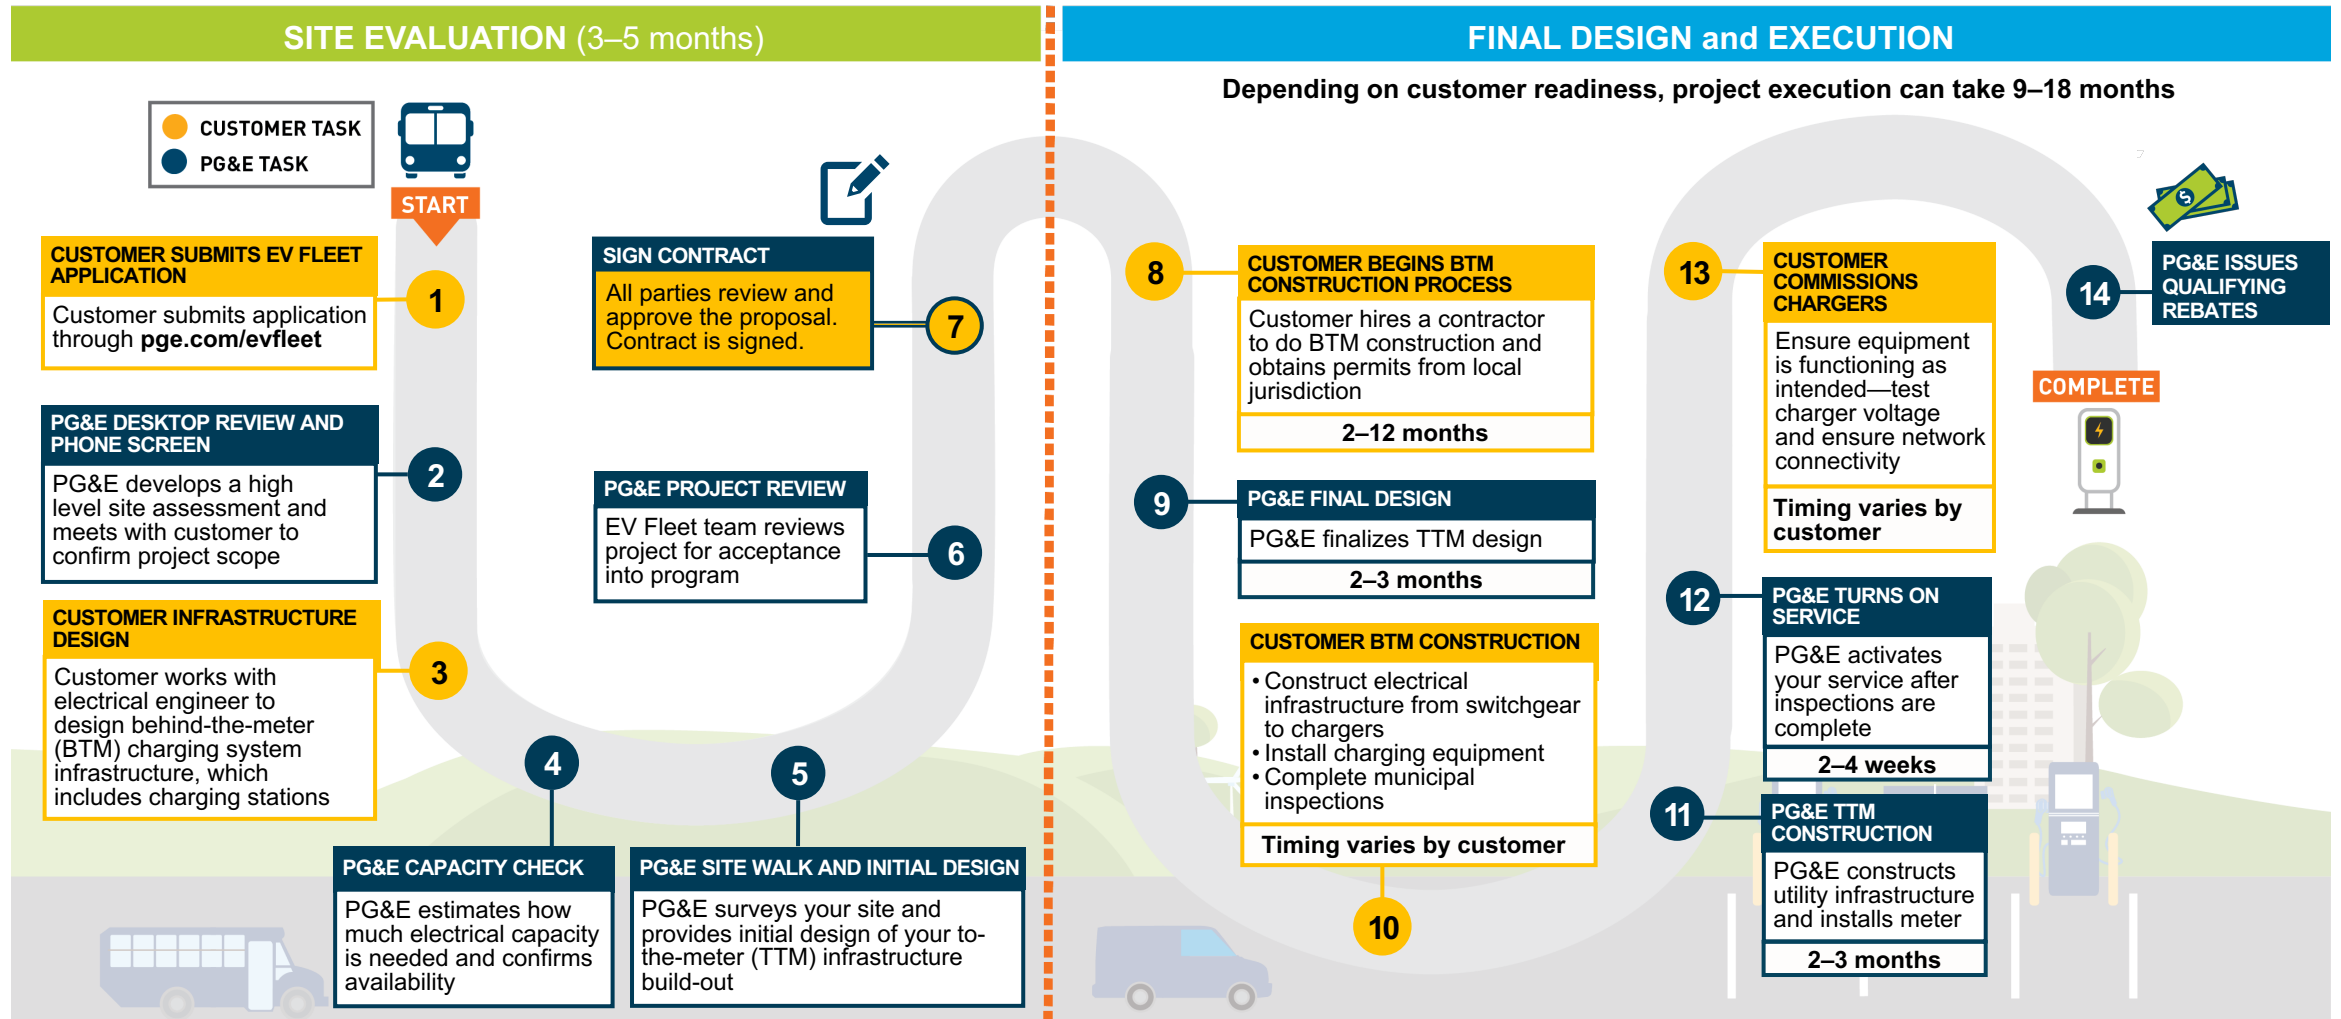 SITE EVALUATION (3–5 months)
FINAL DESIGN and EXECUTION
Depending on customer readiness, project execution can take 9–18 months
CUSTOMER TASK
PG&E TASK
START
CUSTOMER SUBMITS EV FLEET
APPLICATION
Customer submits application
through pge.com/evfleet
1
PG&E DESKTOP REVIEW AND
PHONE SCREEN
PG&E develops a high
level site assessment and
meets with customer to
confirm project scope
2
CUSTOMER INFRASTRUCTURE
DESIGN
Customer works with
electrical engineer to
design behind-the-meter
(BTM) charging system
infrastructure, which
includes charging stations
3
4
PG&E CAPACITY CHECK
PG&E estimates how
much electrical capacity
is needed and confirms
availability
5
PG&E SITE WALK AND INITIAL DESIGN
PG&E surveys your site and
provides initial design of your to-
the-meter (TTM) infrastructure
build-out
PG&E PROJECT REVIEW
EV Fleet team reviews
project for acceptance
into program
6
SIGN CONTRACT
All parties review and
approve the proposal.
Contract is signed.
7
8
CUSTOMER BEGINS BTM
CONSTRUCTION PROCESS
Customer hires a contractor
to do BTM construction and
obtains permits from local
jurisdiction
2–12 months
9
PG&E FINAL DESIGN
PG&E finalizes TTM design
2–3 months
CUSTOMER BTM CONSTRUCTION
• Construct electrical
infrastructure from switchgear
to chargers
• Install charging equipment
• Complete municipal
inspections
Timing varies by customer
10
11
PG&E TTM
CONSTRUCTION
PG&E constructs
utility infrastructure
and installs meter
2–3 months
12
PG&E TURNS ON
SERVICE
PG&E activates
your service after
inspections are
complete
2–4 weeks
13
CUSTOMER
COMMISSIONS
CHARGERS
Ensure equipment
is functioning as
intended—test
charger voltage
and ensure network
connectivity
Timing varies by
customer
7
$
14
PG&E ISSUES
QUALIFYING
REBATES
COMPLETE